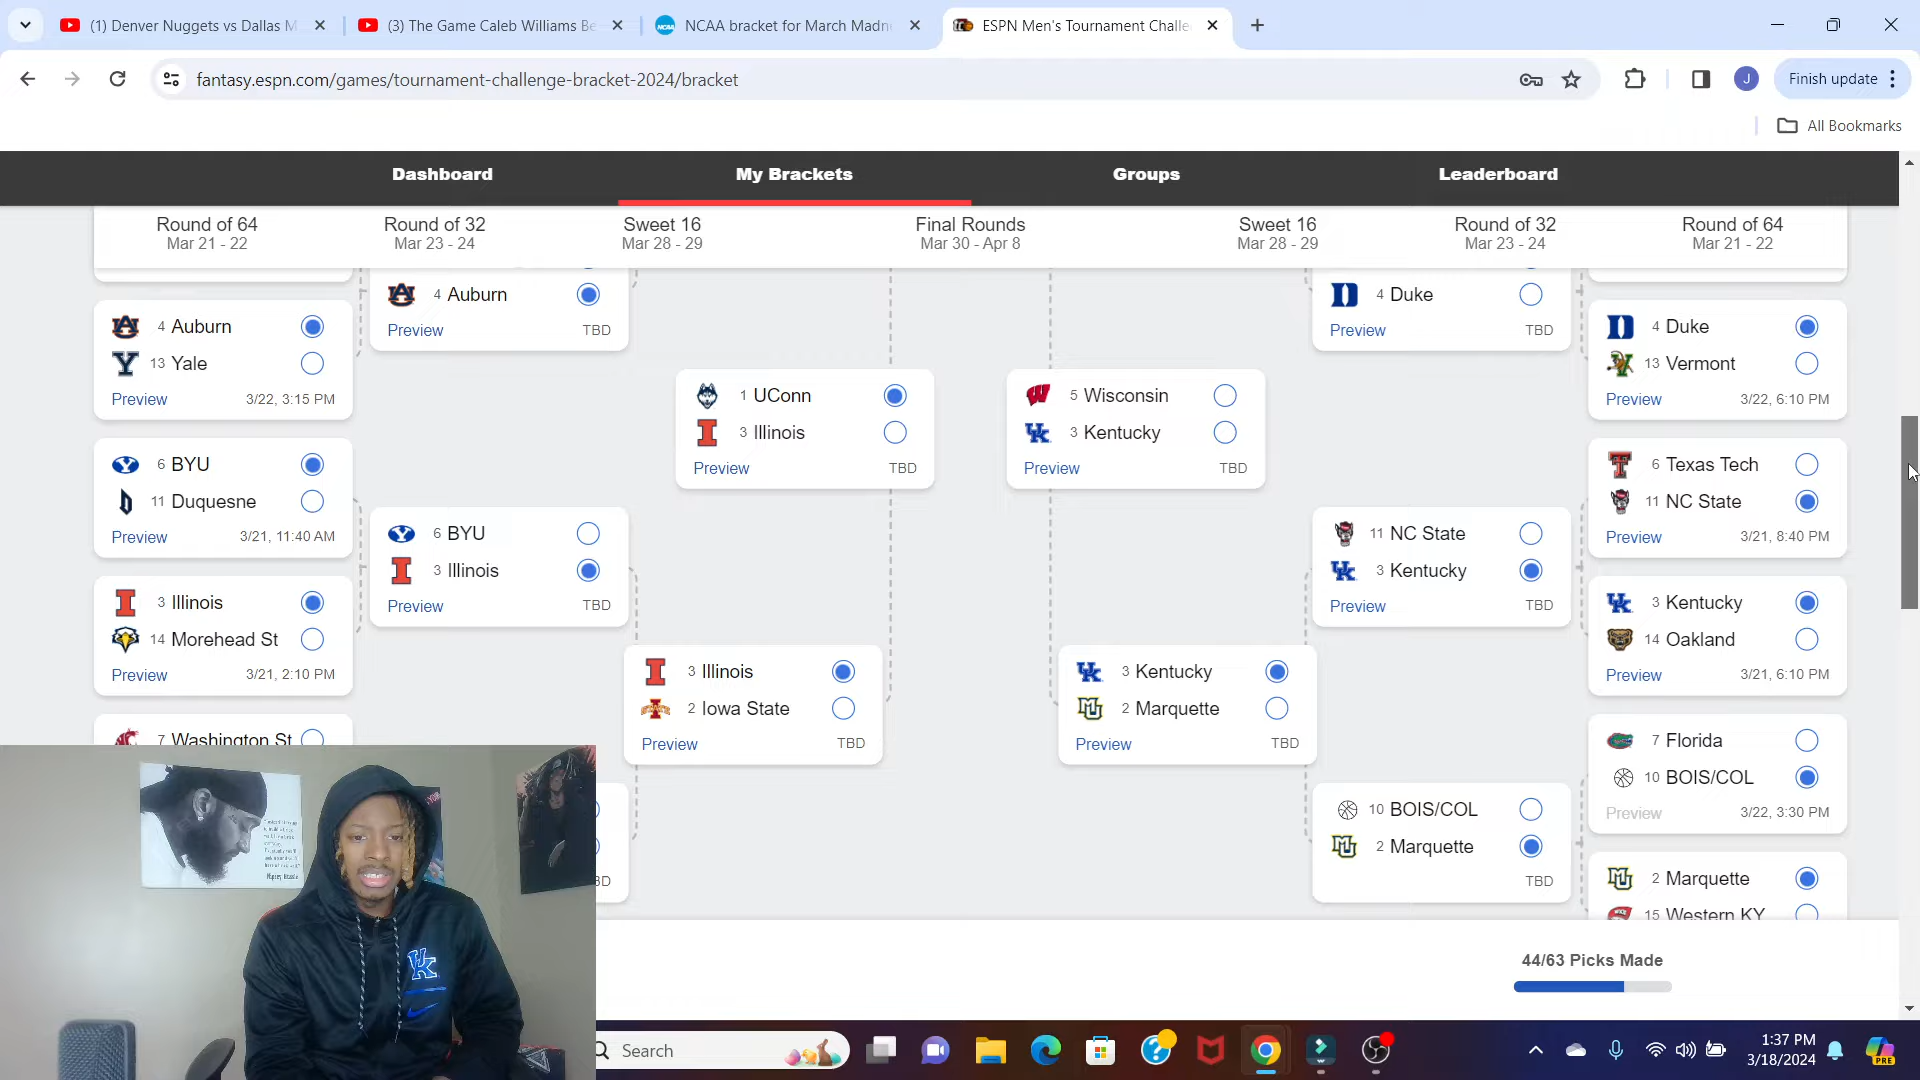 (1) Denver Nuggets vs Dallas M
(3) The Game Caleb Williams Be
NCAA bracket for March Madn
ESPN Men's Tournament Challe
fantasy.espn.com/games/tournament-challenge-bracket-2024/bracket
J
Finish update
All Bookmarks
Dashboard
My Brackets
Groups
Leaderboard
Round of 64
Mar 21 - 22
Round of 32
Mar 23 - 24
Sweet 16
Mar 28 - 29
Final Rounds
Mar 30 - Apr 8
Sweet 16
Mar 28 - 29
Round of 32
Mar 23 - 24
Round of 64
Mar 21 - 22
4 Auburn
13 Yale
Preview 3/22, 3:15 PM
6 BYU
11 Duquesne
Preview 3/21, 11:40 AM
3 Illinois
14 Morehead St
Preview 3/21, 2:10 PM
7 Washington St
4 Auburn
Preview TBD
6 BYU
3 Illinois
Preview TBD
1 UConn
3 Illinois
Preview TBD
3 Illinois
2 Iowa State
Preview TBD
5 Wisconsin
3 Kentucky
Preview TBD
3 Kentucky
2 Marquette
Preview TBD
4 Duke
Preview TBD
11 NC State
3 Kentucky
Preview TBD
10 BOIS/COL
2 Marquette
TBD
4 Duke
13 Vermont
Preview 3/22, 6:10 PM
6 Texas Tech
11 NC State
Preview 3/21, 8:40 PM
3 Kentucky
14 Oakland
Preview 3/21, 6:10 PM
7 Florida
10 BOIS/COL
Preview 3/22, 3:30 PM
2 Marquette
15 Western KY
44/63 Picks Made
Search
1:37 PM
3/18/2024
PRE
UK